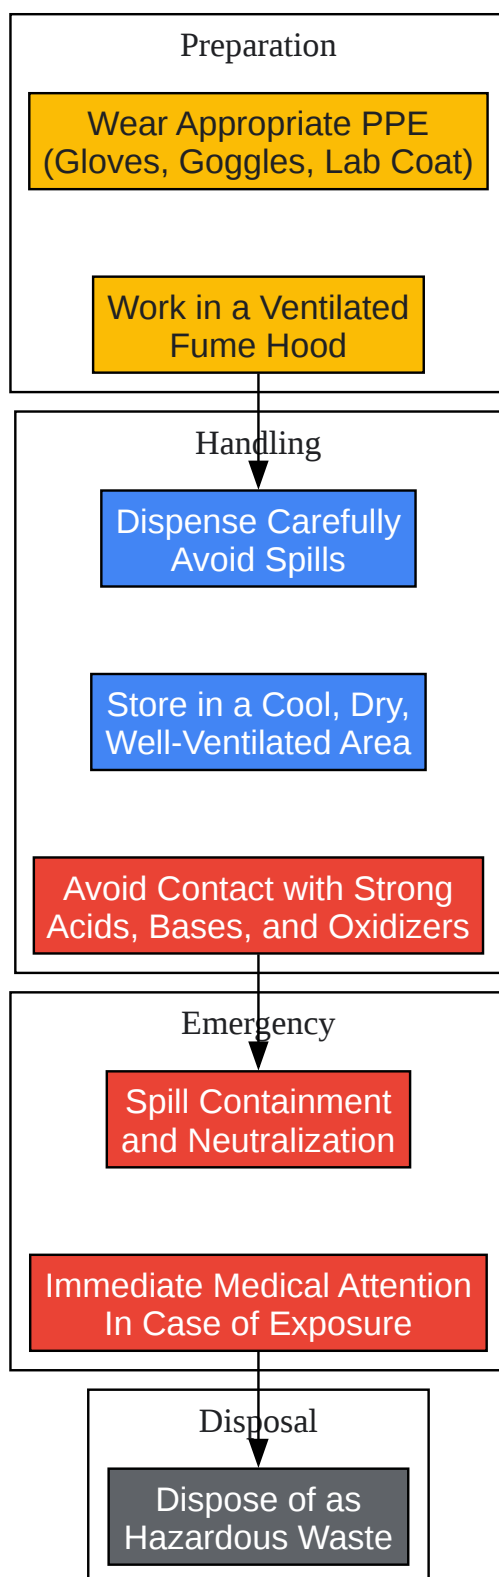 Preparation
Wear Appropriate PPE
(Gloves, Goggles, Lab Coat)
Work in a Ventilated
Fume Hood
Handling
Dispense Carefully
Avoid Spills
Store in a Cool, Dry,
Well-Ventilated Area
Avoid Contact with Strong
Acids, Bases, and Oxidizers
Emergency
Spill Containment
and Neutralization
Immediate Medical Attention
In Case of Exposure
Disposal
Dispose of as
Hazardous Waste